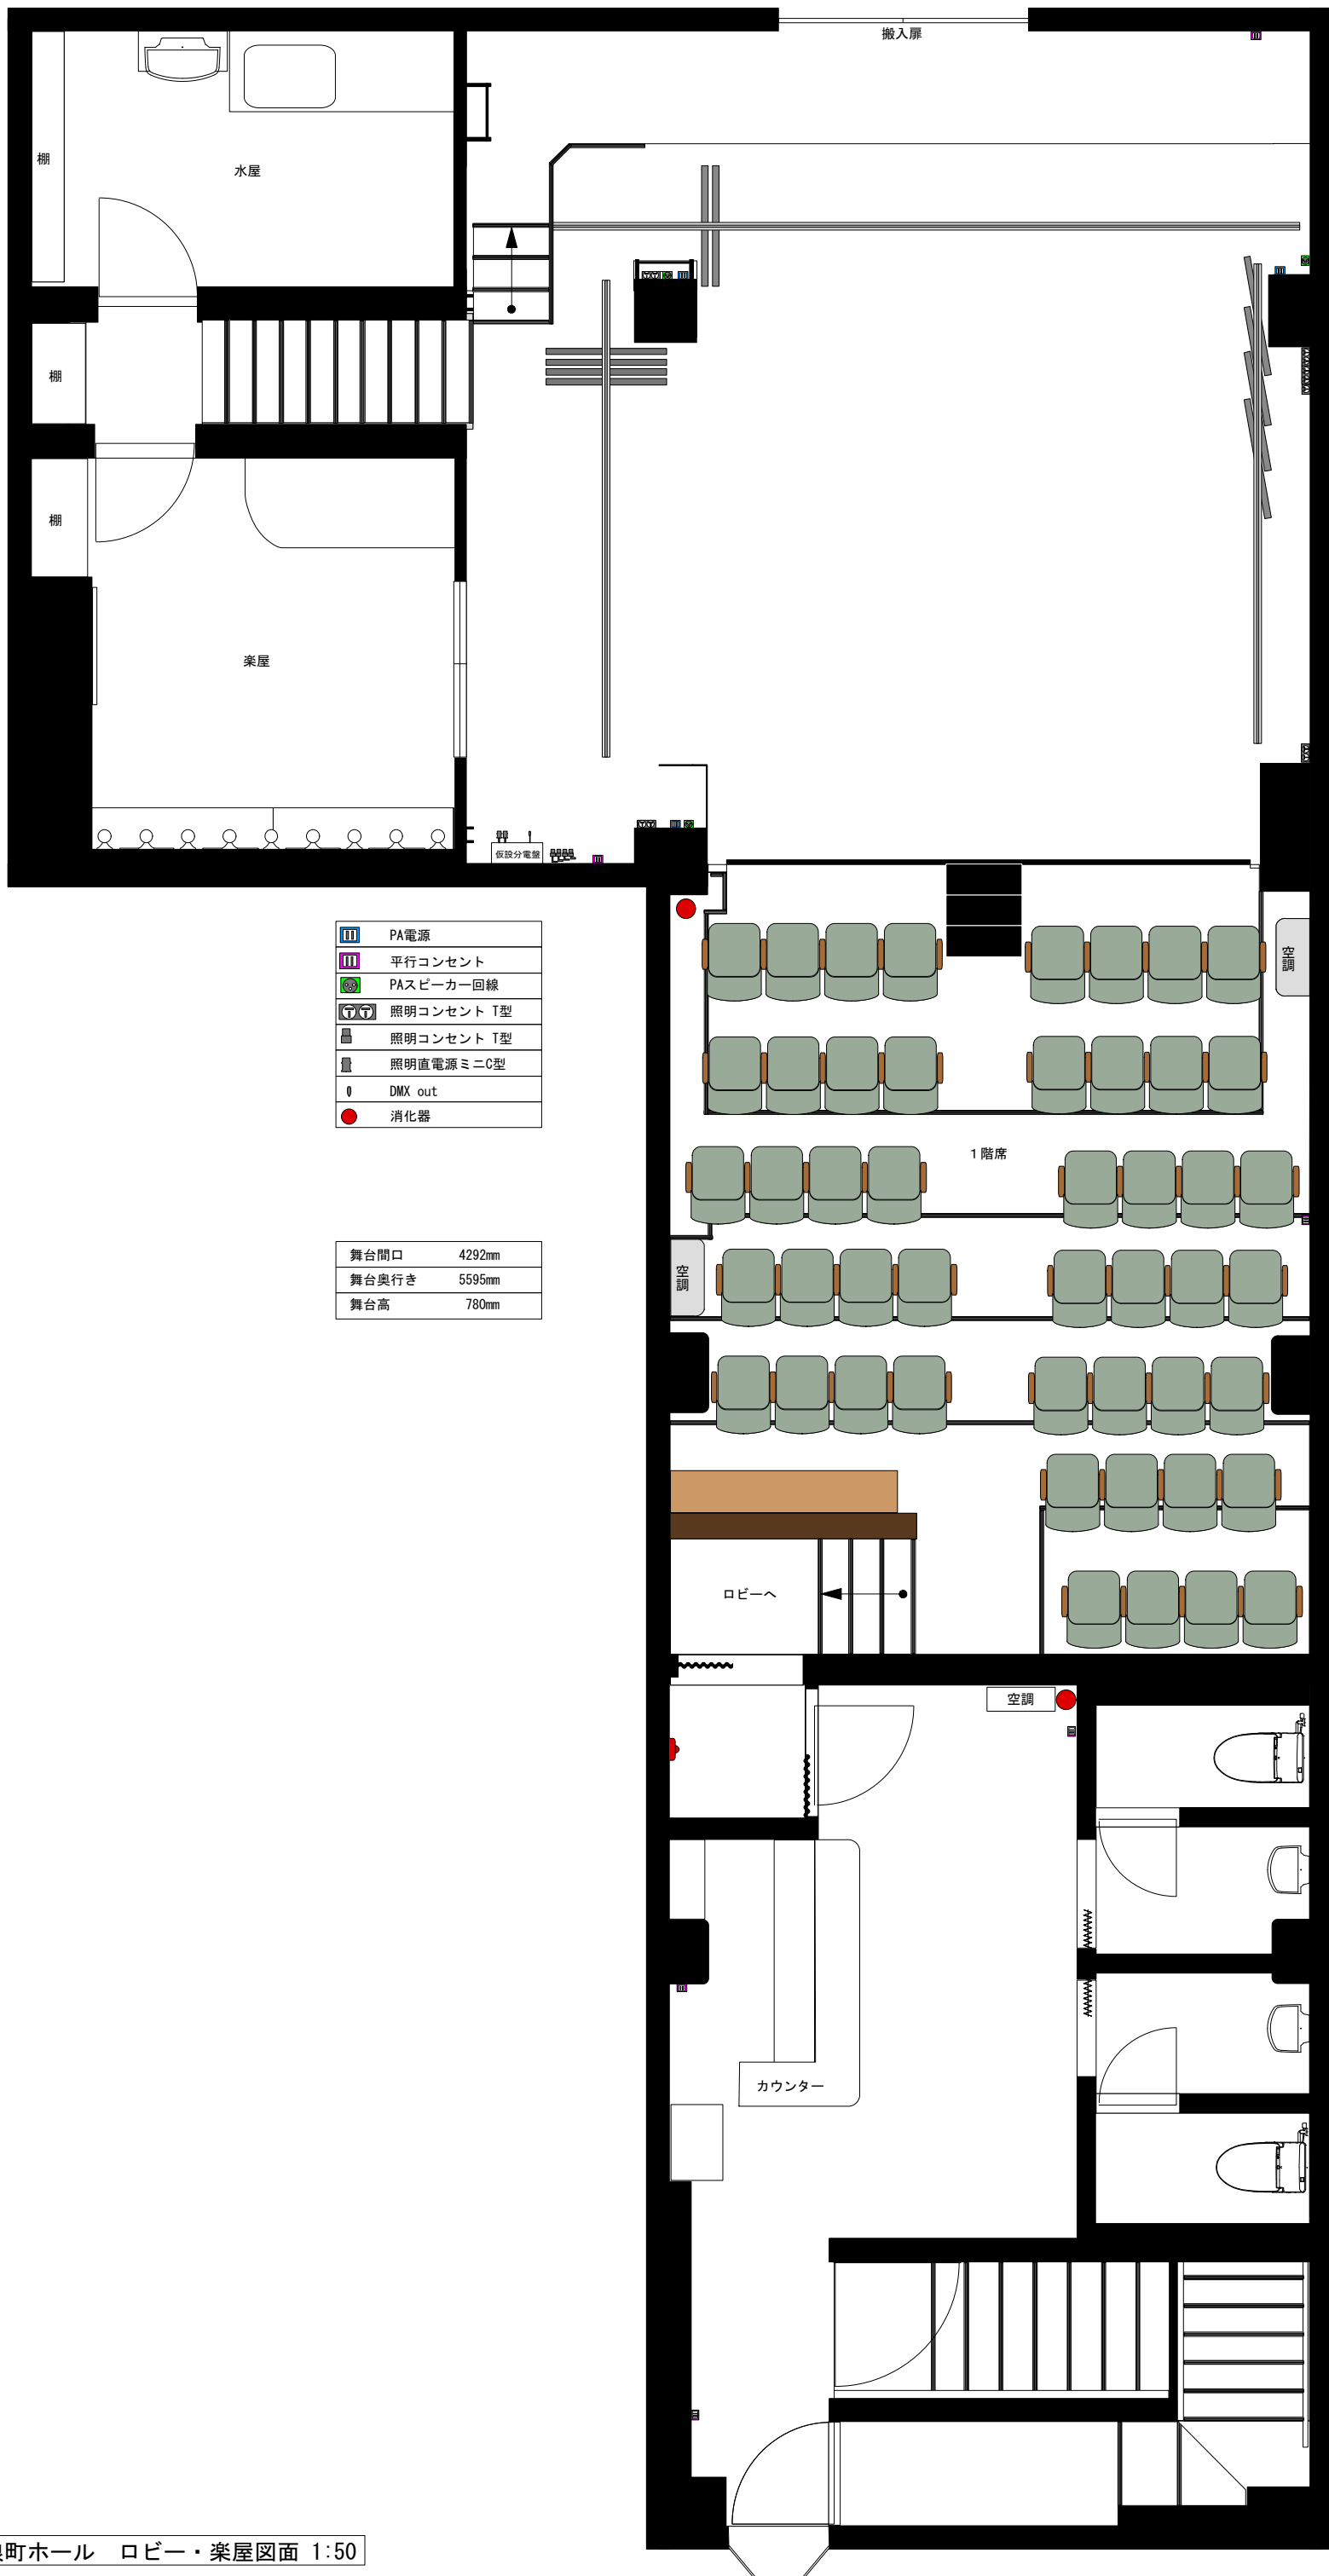 搬入扉
棚
水屋
棚
棚
楽屋
仮設分電盤
PA電源
平行コンセント
PAスピーカー回線
照明コンセント T型
照明コンセント T型
照明直電源ミニC型
DMX out
消化器
空調
1階席
舞台間口 4292mm
舞台奥行き 5595mm
舞台高 780mm
空調
ロビーへ
空調
カウンター
町ホール ロビー・楽屋図面 1:50